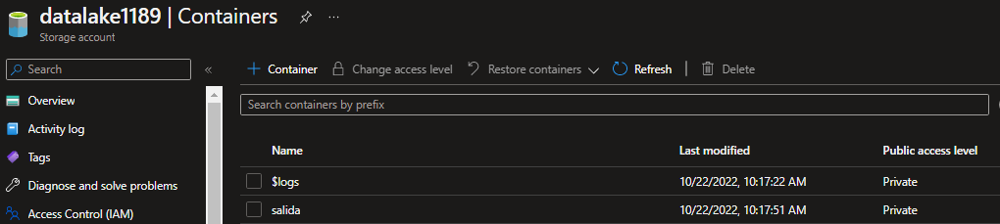 datalake1189 | Containers
Storage account
Search
Container Change access level Restore containers Refresh Delete
Search containers by prefix
Overview
Activity log
Tags
Diagnose and solve problems
Access Control (IAM)
Name Last modified Public access level
$logs 10/22/2022, 10:17:22 AM Private
salida 10/22/2022, 10:17:51 AM Private